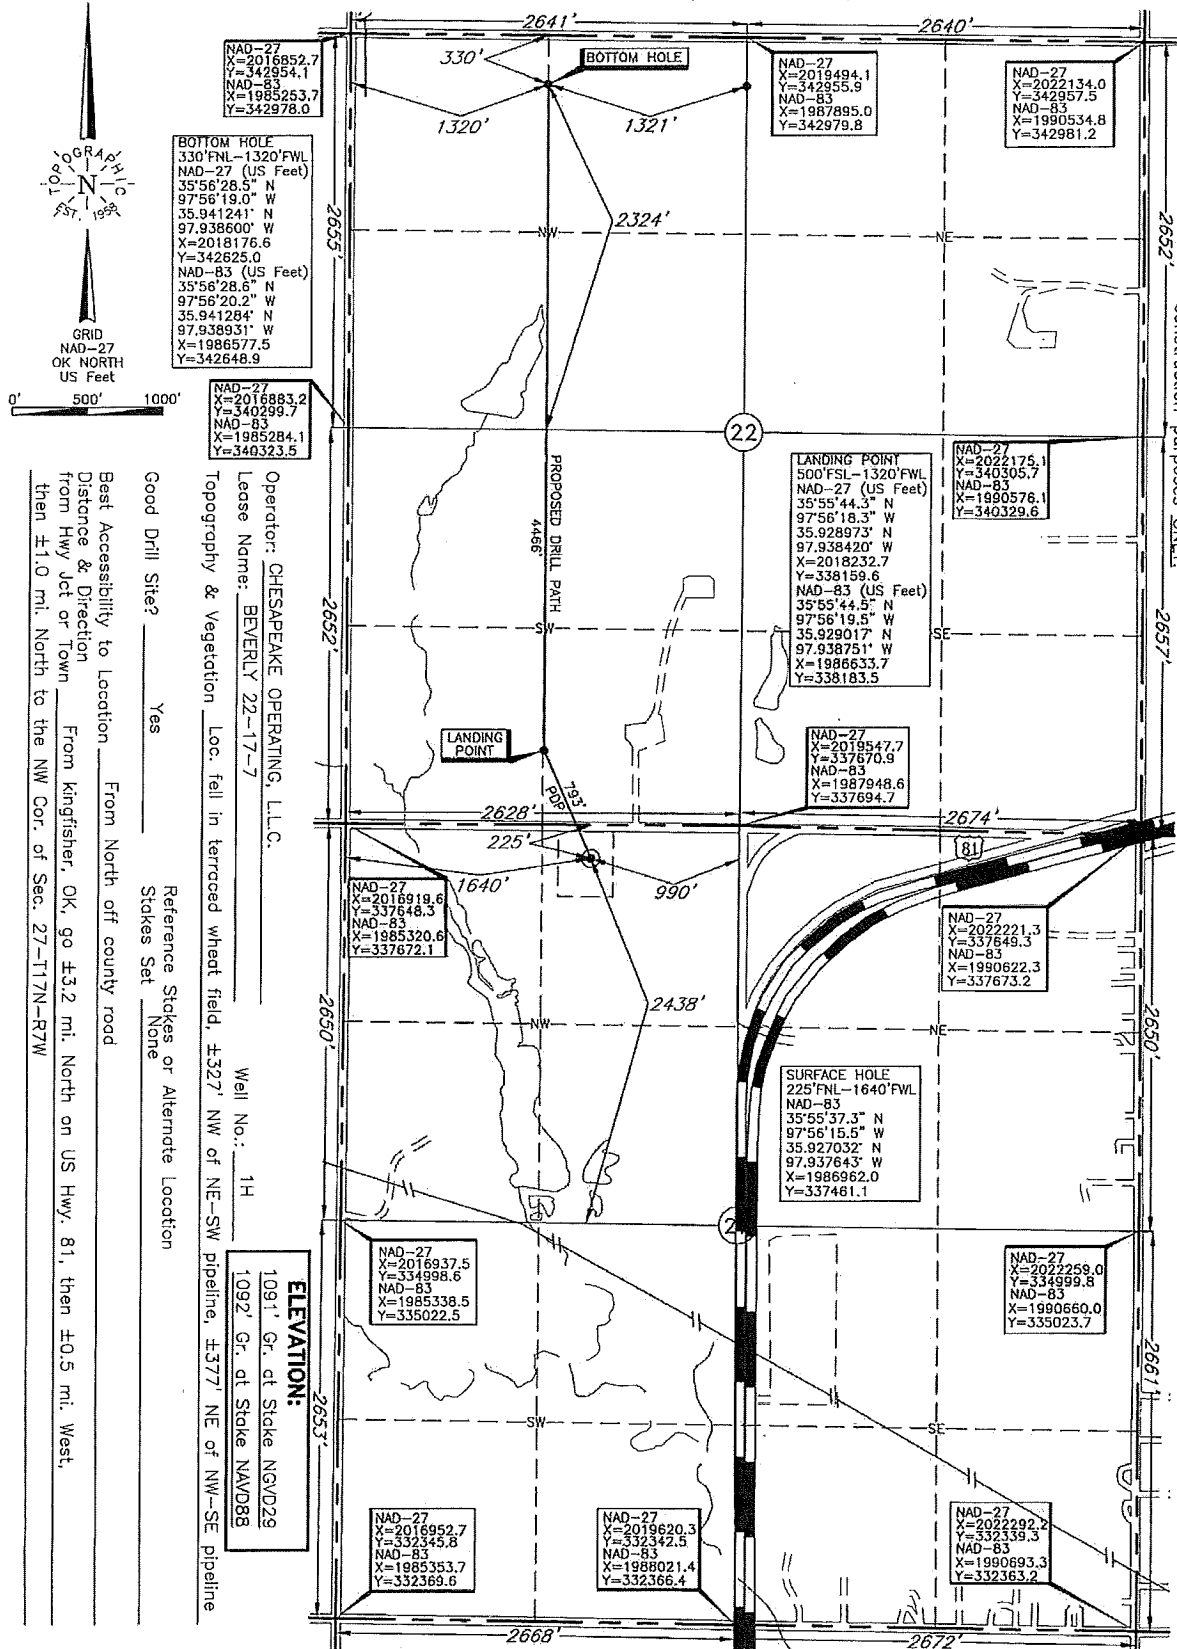 2641'
2640'
NAD-27
X=2016852.7
Y=342954.1
NAD-83
X=1985253.7
Y=342978.0
330'
BOTTOM HOLE
NAD-27
X=2019494.1
Y=342955.9
NAD-83
X=1987895.0
Y=342979.8
NAD-27
X=2022134.0
Y=342957.5
NAD-83
X=1990534.8
Y=342981.2
1320'
1321'
TOPOGRAPHIC
N
EST. 1958
GRID
NAD-27
OK NORTH
US Feet
0' 500' 1000'
BOTTOM HOLE
330'FNL-1320'FWL
NAD-27 (US Feet)
35°56'28.5" N
97°56'19.0" W
35.941241° N
97.938600° W
X=2018176.6
Y=342625.0
NAD-83 (US Feet)
35°56'28.6" N
97°56'20.2" W
35.941284° N
97.938931° W
X=1986577.5
Y=342648.9
2655'
2324'
2652'
NW
NE
NAD-27
X=2016883.2
Y=340299.7
NAD-83
X=1985284.1
Y=340323.5
22
NAD-27
X=2022175.1
Y=340305.7
NAD-83
X=1990576.1
Y=340329.6
PROPOSED DRILL PATH
4466'
LANDING POINT
500'FSL-1320'FWL
NAD-27 (US Feet)
35°55'44.3" N
97°56'18.3" W
35.928973° N
97.938420° W
X=2018232.7
Y=338159.6
NAD-83 (US Feet)
35°55'44.5" N
97°56'19.5" W
35.929017° N
97.938751° W
X=1986633.7
Y=338183.5
2652'
2657'
SW
SE
LANDING
POINT
793'
PDP
NAD-27
X=2019547.7
Y=337670.9
NAD-83
X=1987948.6
Y=337694.7
2628'
2674'
225'
81
1640'
990'
NAD-27
X=2016919.6
Y=337648.3
NAD-83
X=1985320.6
Y=337672.1
NAD-27
X=2022221.3
Y=337649.3
NAD-83
X=1990622.3
Y=337673.2
2650'
2438'
2650'
NW
NE
SURFACE HOLE
225'FNL-1640'FWL
NAD-83
35°55'37.3" N
97°56'15.5" W
35.927032° N
97.937643° W
X=1986962.0
Y=337461.1
NAD-27
X=2016937.5
Y=334998.6
NAD-83
X=1985338.5
Y=335022.5
NAD-27
X=2022259.0
Y=334999.8
NAD-83
X=1990660.0
Y=335023.7
2653'
2661'
SW
SE
NAD-27
X=2016952.7
Y=332345.8
NAD-83
X=1985353.7
Y=332369.6
NAD-27
X=2019620.3
Y=332342.5
NAD-83
X=1988021.4
Y=332366.4
NAD-27
X=2022292.2
Y=332339.3
NAD-83
X=1990693.3
Y=332363.2
2668'
2672'
Operator: CHESAPEAKE OPERATING, L.L.C.
Lease Name: BEVERLY 22-17-7 Well No.: 1H
ELEVATION:
1091' Gr. at Stake NGVD29
1092' Gr. at Stake NAVD88
Topography & Vegetation Loc. fell in terraced wheat field, ±327' NW of NE-SW pipeline, ±377' NE of NW-SE pipeline
Good Drill Site? Yes
Reference Stakes or Alternate Location
Stakes Set None
Best Accessibility to Location From North off county road
Distance & Direction
from Hwy Jct or Town From kingfisher, OK, go ±3.2 mi. North on US Hwy. 81, then ±0.5 mi. West,
then ±1.0 mi. North to the NW Cor. of Sec. 27-T17N-R7W